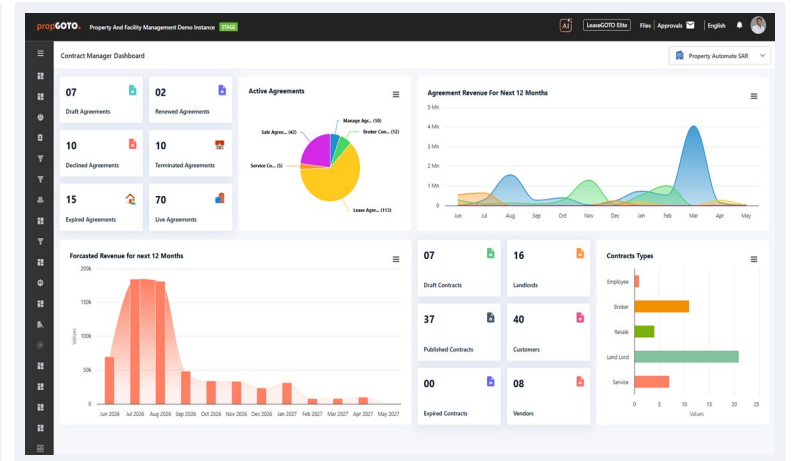 propGOTO Property And Facility Management Demo Instance STAGE
AI LeaseGOTO Elite Files | Approvals | English
Contract Manager Dashboard
Property Automate SAR
07
Draft Agreements
02
Renewed Agreements
10
Declined Agreements
10
Terminated Agreements
15
Expired Agreements
70
Live Agreements
Active Agreements
Manage Agr... (10)
Sale Agree... (42)
Broker Con... (12)
Service Co... (5)
Lease Agre... (113)
Agreement Revenue For Next 12 Months
5 Mn
4 Mn
3 Mn
2 Mn
1 Mn
0
Jun Jul Aug Sep Oct Nov Dec Jan Feb Mar Apr May
Forcasted Revenue for next 12 Months
200k
150k
100k
50k
0
Values
Jun 2026 Jul 2026 Aug 2026 Sep 2026 Oct 2026 Nov 2026 Dec 2026 Jan 2027 Feb 2027 Mar 2027 Apr 2027 May 2027
07
Draft Contracts
16
Landlords
37
Published Contracts
40
Customers
00
Expired Contracts
08
Vendors
Contracts Types
Employee
Broker
Resale
Lend Lord
Service
0 5 10 15 20 25
Values